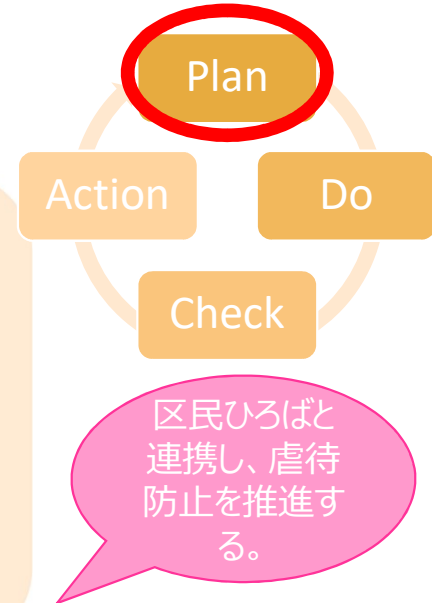 Plan
Action
Do
Check
区民ひろばと
連携し、虐待
防止を推進す
る。